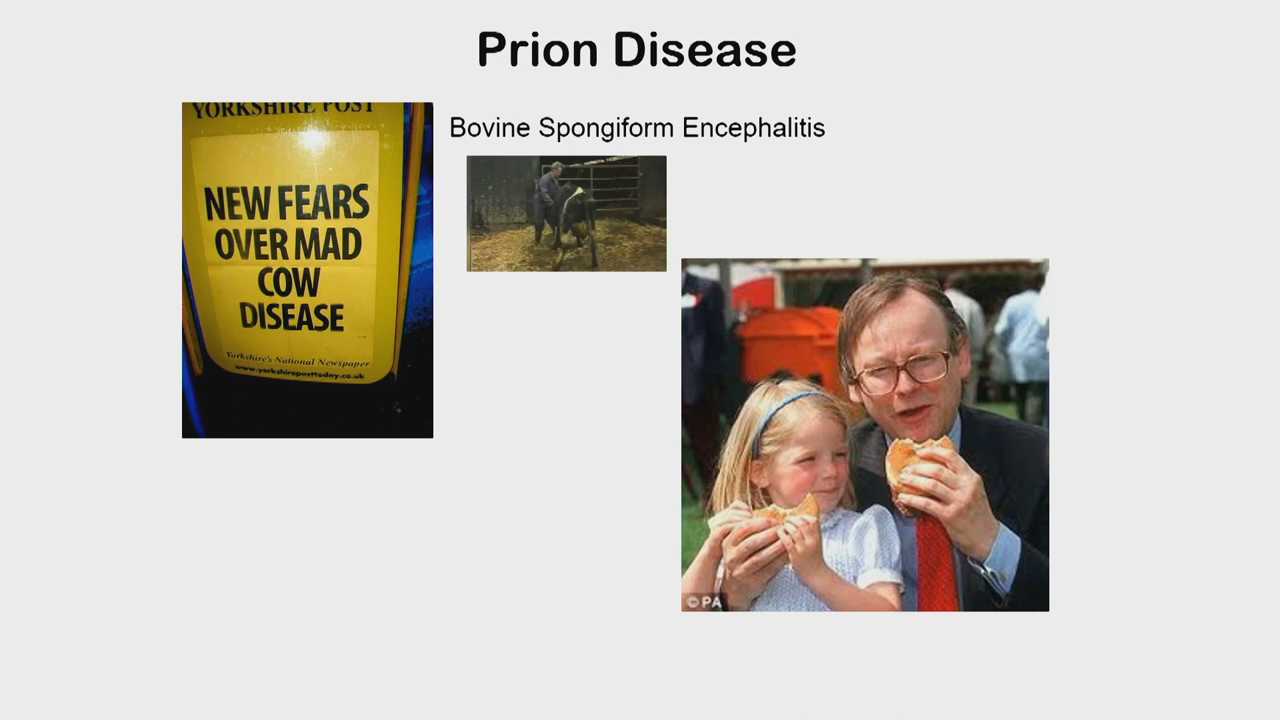 Prion Disease
YORKSHIRE POST
NEW FEARS
OVER MAD
COW
DISEASE
Yorkshire's National Newspaper
www.yorkshireposttoday.co.uk
Bovine Spongiform Encephalitis
© PA